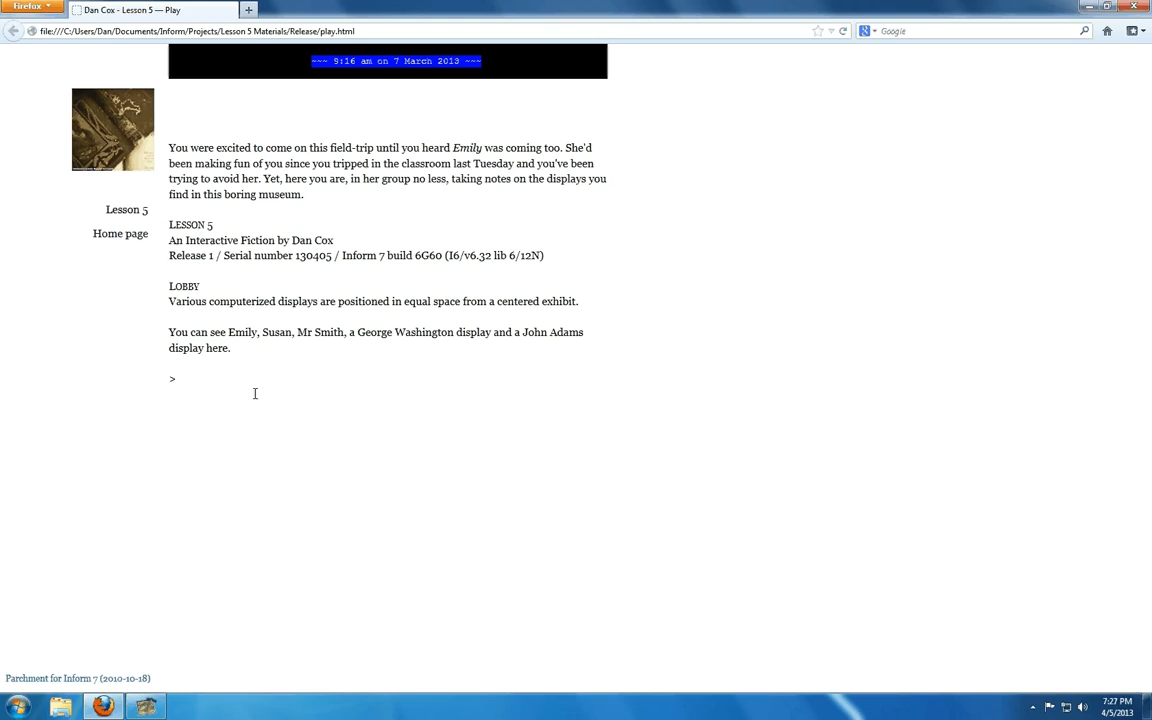 Firefox
Dan Cox - Lesson 5 — Play
file:///C:/Users/Dan/Documents/Inform/Projects/Lesson 5 Materials/Release/play.html
Google
~~~ 9:16 am on 7 March 2013 ~~~
You were excited to come on this field-trip until you heard Emily was coming too. She'd
been making fun of you since you tripped in the classroom last Tuesday and you've been
trying to avoid her. Yet, here you are, in her group no less, taking notes on the displays you
find in this boring museum.
Lesson 5
Home page
LESSON 5
An Interactive Fiction by Dan Cox
Release 1 / Serial number 130405 / Inform 7 build 6G60 (I6/v6.32 lib 6/12N)
LOBBY
Various computerized displays are positioned in equal space from a centered exhibit.
You can see Emily, Susan, Mr Smith, a George Washington display and a John Adams
display here.
>
Parchment for Inform 7 (2010-10-18)
7:27 PM
4/5/2013